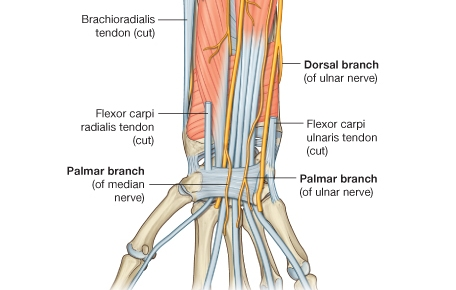 Brachioradialis
tendon (cut)
Dorsal branch
(of ulnar nerve)
Flexor carpi
radialis tendon
(cut)
Flexor carpi
ulnaris tendon
(cut)
Palmar branch
(of median
nerve)
Palmar branch
(of ulnar nerve)